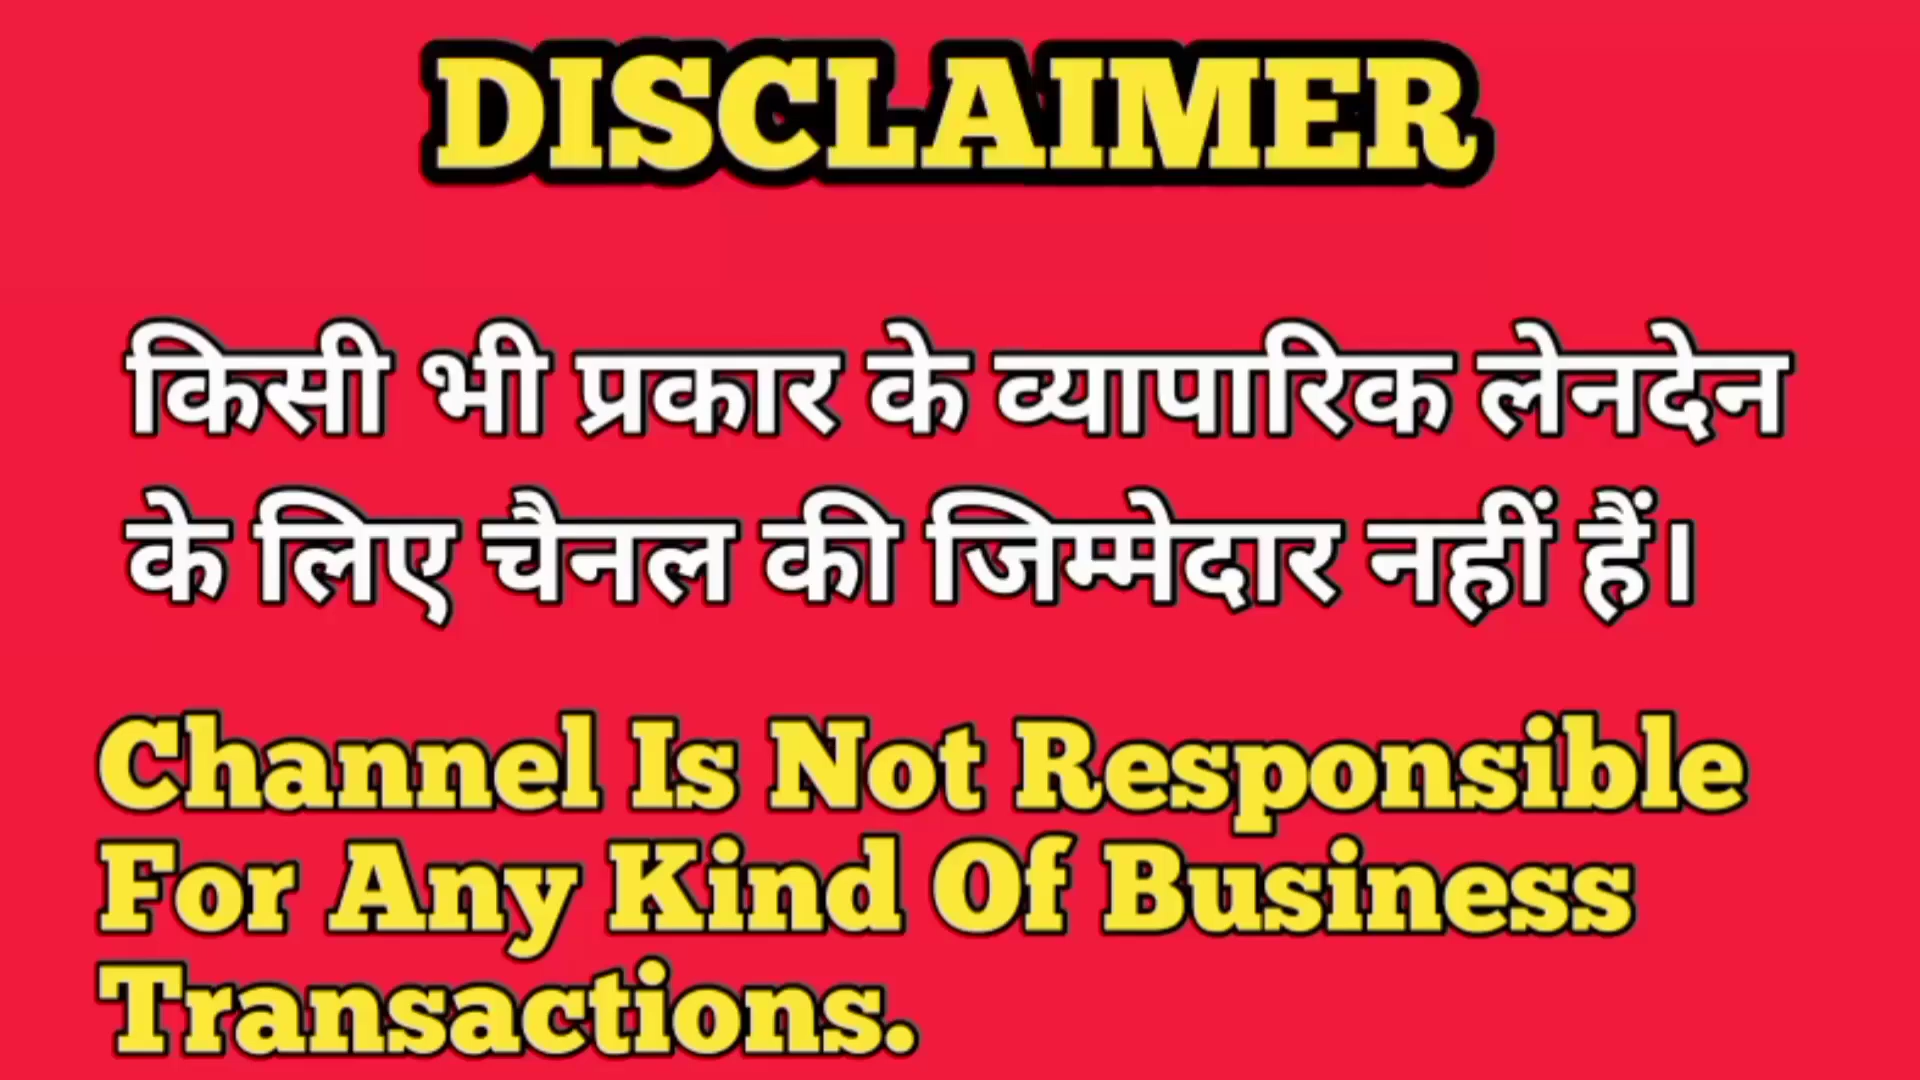 DISCLAIMER
किसी भी प्रकार के व्यापारिक लेनदेन
के लिए चैनल की जिम्मेदार नहीं हैं।
Channel Is Not Responsible
For Any Kind Of Business
Transactions.